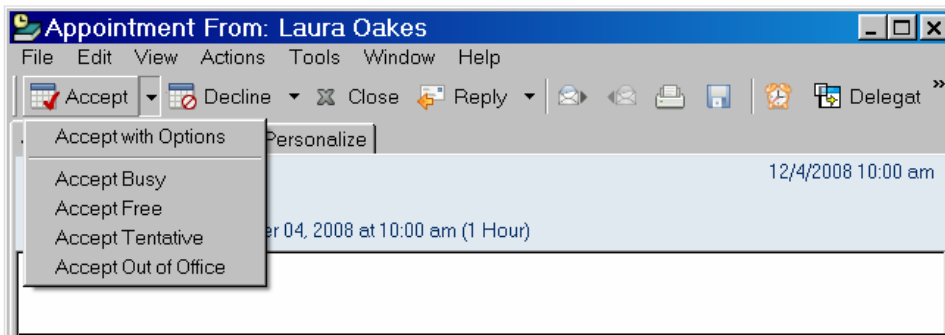 Appointment From: Laura Oakes
File Edit View Actions Tools Window Help
Accept Decline Close Reply Delegat »
Accept with Options
Personalize
12/4/2008 10:00 am
Accept Busy
Accept Free
04, 2008 at 10:00 am (1 Hour)
Accept Tentative
Accept Out of Office